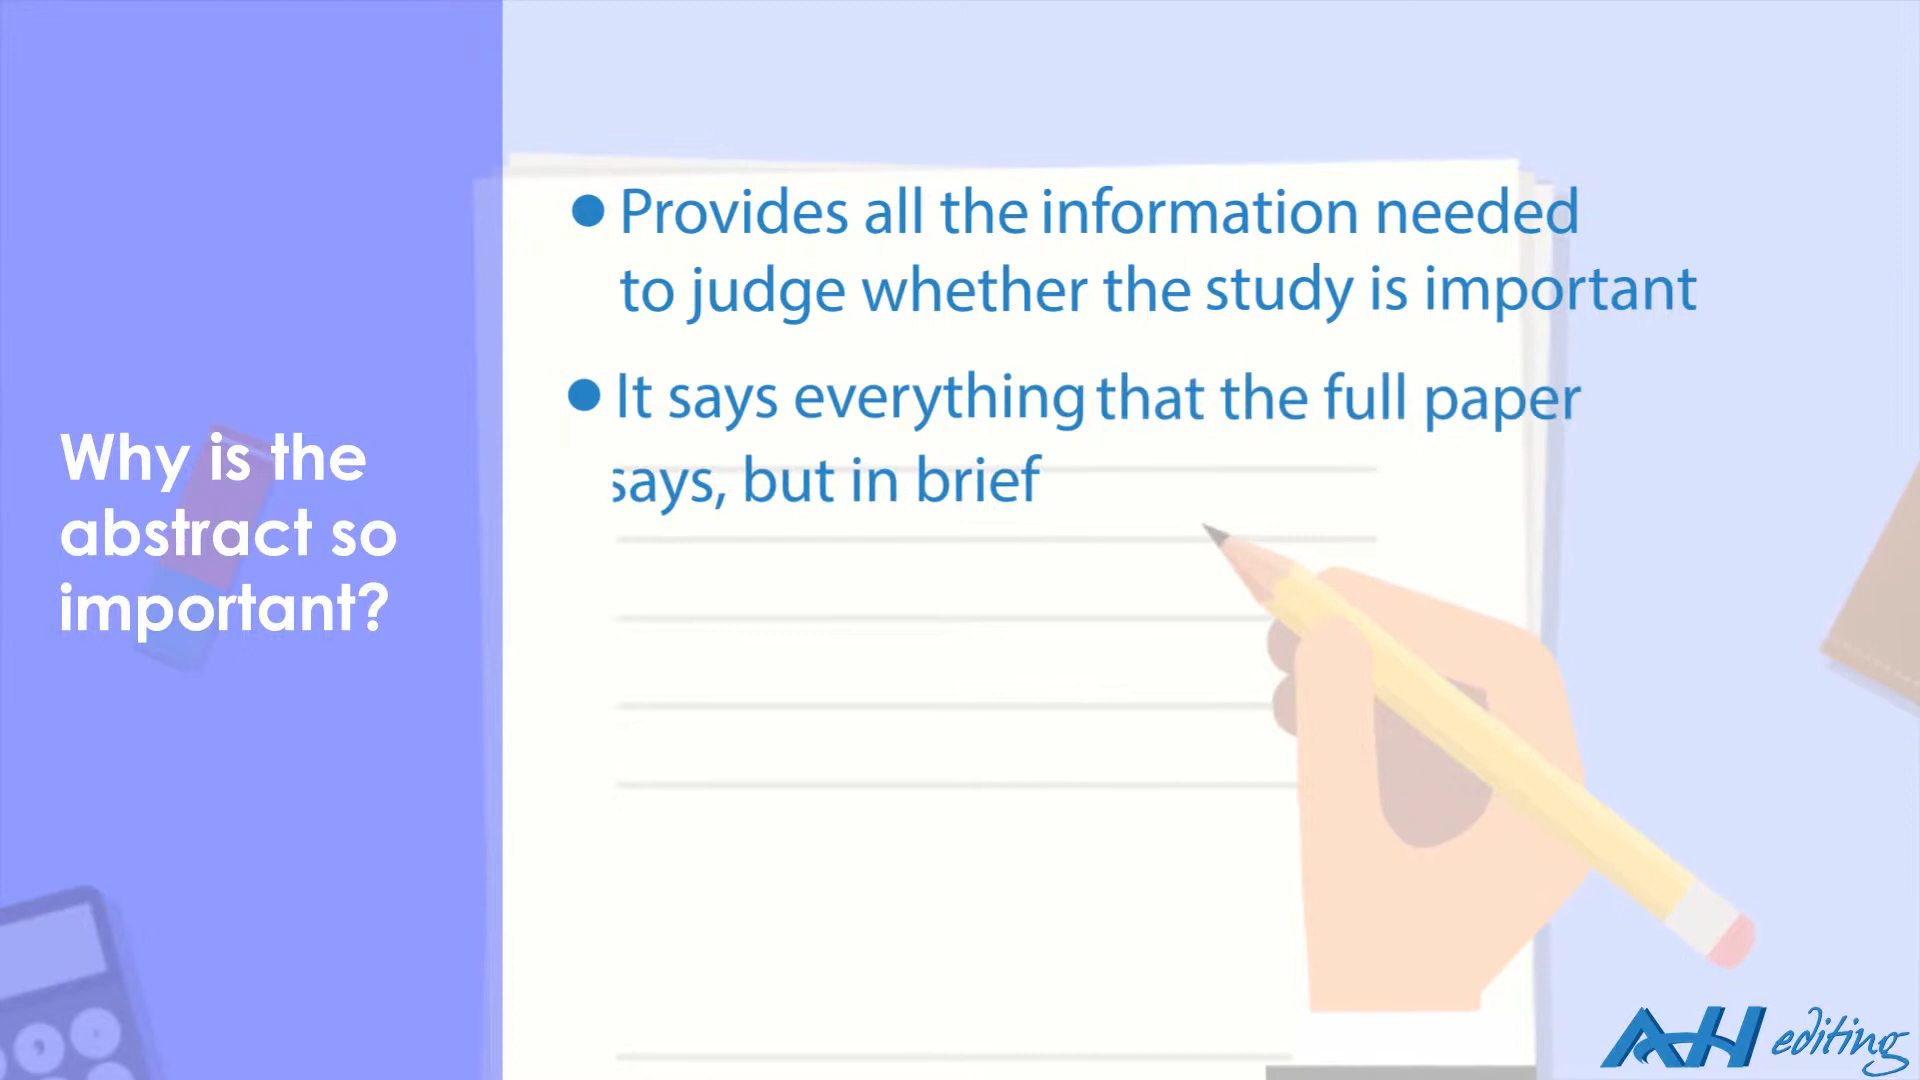 Why is the
abstract so
important?
● Provides all the information needed
to judge whether the study is important
● It says everything that the full paper
says, but in brief
AH editing